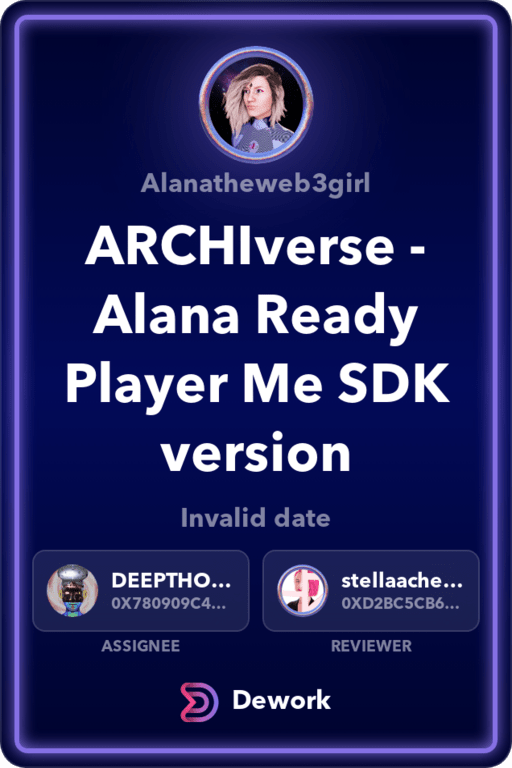 Alanatheweb3girl
ARCHIverse -
Alana Ready
Player Me SDK
version
Invalid date
DEEPTHO...
0X780909C4...
stellaache...
0XD2BC5CB6...
ASSIGNEE
REVIEWER
Dework